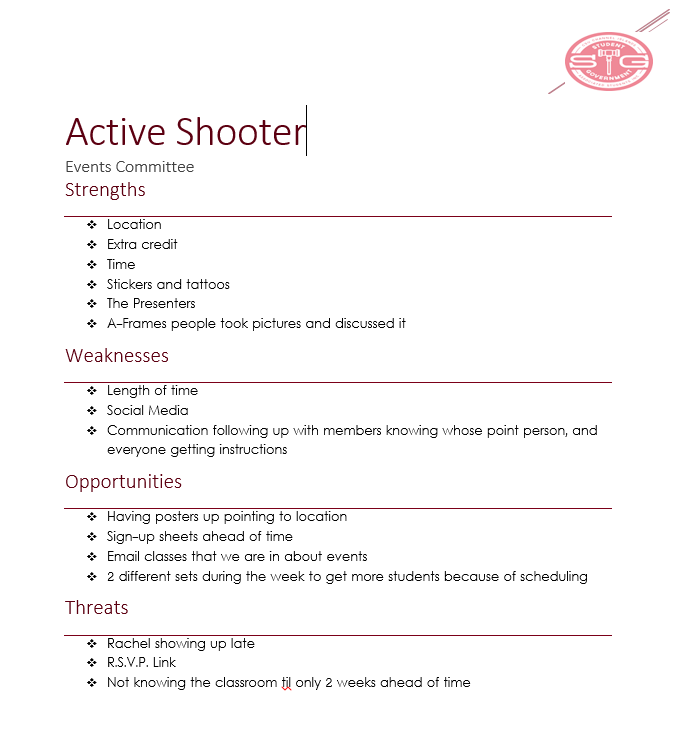 STUDENT
STG
GOVERNMENT
Active Shooter
Events Committee
Strengths
❖ Location
❖ Extra credit
❖ Time
❖ Stickers and tattoos
❖ The Presenters
❖ A-Frames people took pictures and discussed it
Weaknesses
❖ Length of time
❖ Social Media
❖ Communication following up with members knowing whose point person, and
everyone getting instructions
Opportunities
❖ Having posters up pointing to location
❖ Sign-up sheets ahead of time
❖ Email classes that we are in about events
❖ 2 different sets during the week to get more students because of scheduling
Threats
❖ Rachel showing up late
❖ R.S.V.P. Link
❖ Not knowing the classroom til only 2 weeks ahead of time